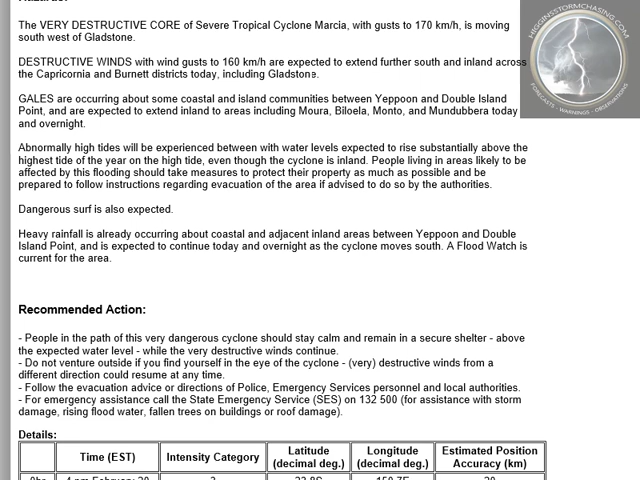 The VERY DESTRUCTIVE CORE of Severe Tropical Cyclone Marcia, with gusts to 170 km/h, is moving
south west of Gladstone.
DESTRUCTIVE WINDS with wind gusts to 160 km/h are expected to extend further south and inland across
the Capricornia and Burnett districts today, including Gladstone.
GALES are occurring about some coastal and island communities between Yeppoon and Double Island
Point, and are expected to extend inland to areas including Moura, Biloela, Monto, and Mundubbera today
and overnight.
Abnormally high tides will be experienced between with water levels expected to rise substantially above the
highest tide of the year on the high tide, even though the cyclone is inland. People living in areas likely to be
affected by this flooding should take measures to protect their property as much as possible and be
prepared to follow instructions regarding evacuation of the area if advised to do so by the authorities.
Dangerous surf is also expected.
Heavy rainfall is already occurring about coastal and adjacent inland areas between Yeppoon and Double
Island Point, and is expected to continue today and overnight as the cyclone moves south. A Flood Watch is
current for the area.
Recommended Action:
- People in the path of this very dangerous cyclone should stay calm and remain in a secure shelter - above
the expected water level - while the very destructive winds continue.
- Do not venture outside if you find yourself in the eye of the cyclone - (very) destructive winds from a
different direction could resume at any time.
- Follow the evacuation advice or directions of Police, Emergency Services personnel and local authorities.
- For emergency assistance call the State Emergency Service (SES) on 132 500 (for assistance with storm
damage, rising flood water, fallen trees on buildings or roof damage).
Details:
Time (EST) Intensity Category Latitude (decimal deg.) Longitude (decimal deg.) Estimated Position Accuracy (km)
HIGGINSSTORMCHASING.COM
FORECASTS - WARNINGS - OBSERVATIONS